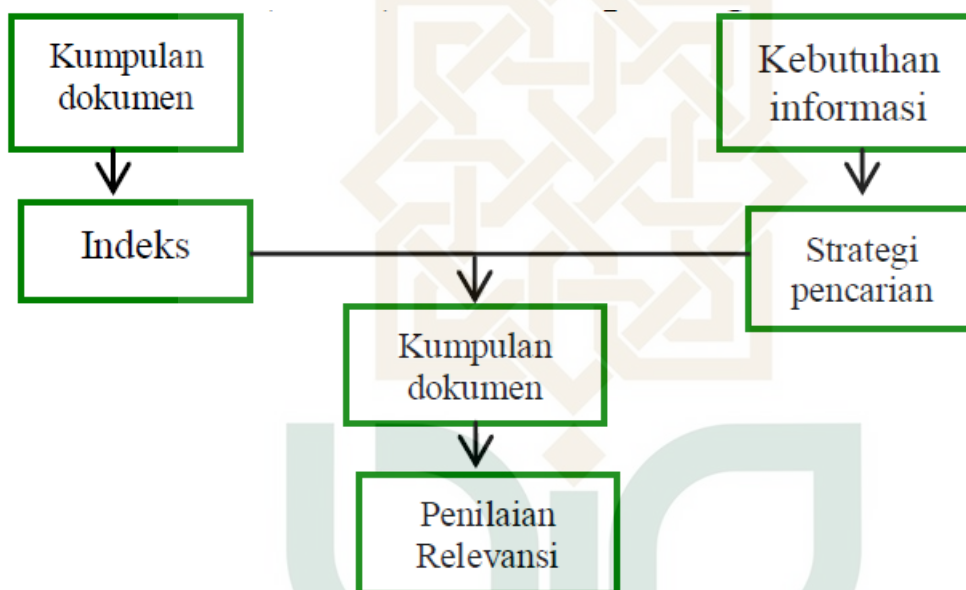 Kumpulan
dokumen
Kebutuhan
informasi
Indeks
Strategi
pencarian
Kumpulan
dokumen
Penilaian
Relevansi